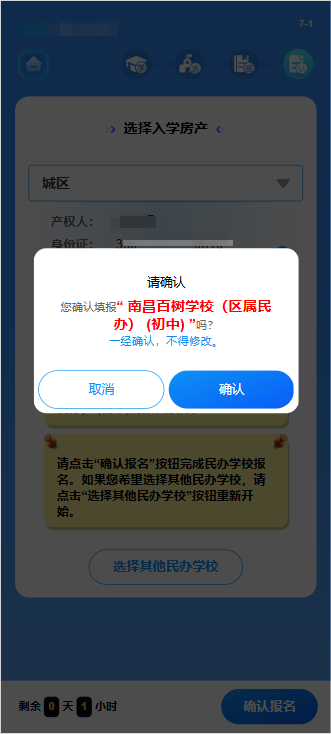 7-1
选择入学房产
城区
产权人：
身份证：
请确认
您确认填报“ 南昌百树学校（区属民
办）(初中) ”吗？
一经确认，不得修改。
取消
确认
请点击“确认报名”按钮完成民办学校报
名。如果您希望选择其他民办学校，请
点击“选择其他民办学校”按钮重新开
始。
选择其他民办学校
剩余 0 天 1 小时
确认报名